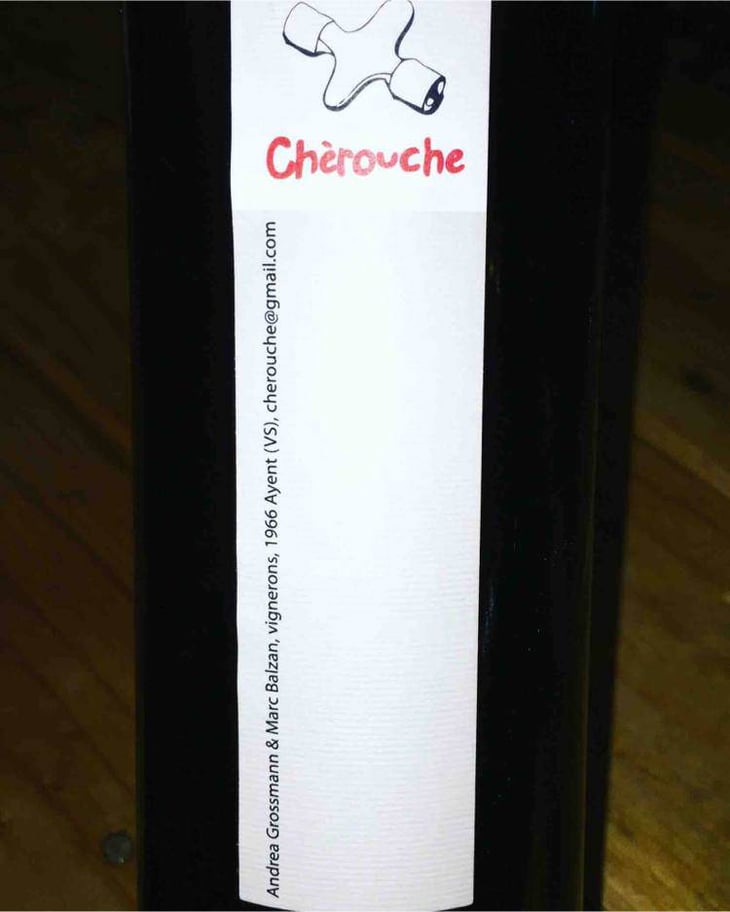 Chèrouche
Andrea Grossmann & Marc Balzan, vignerons, 1966 Ayent (VS), cherouche@gmail.com